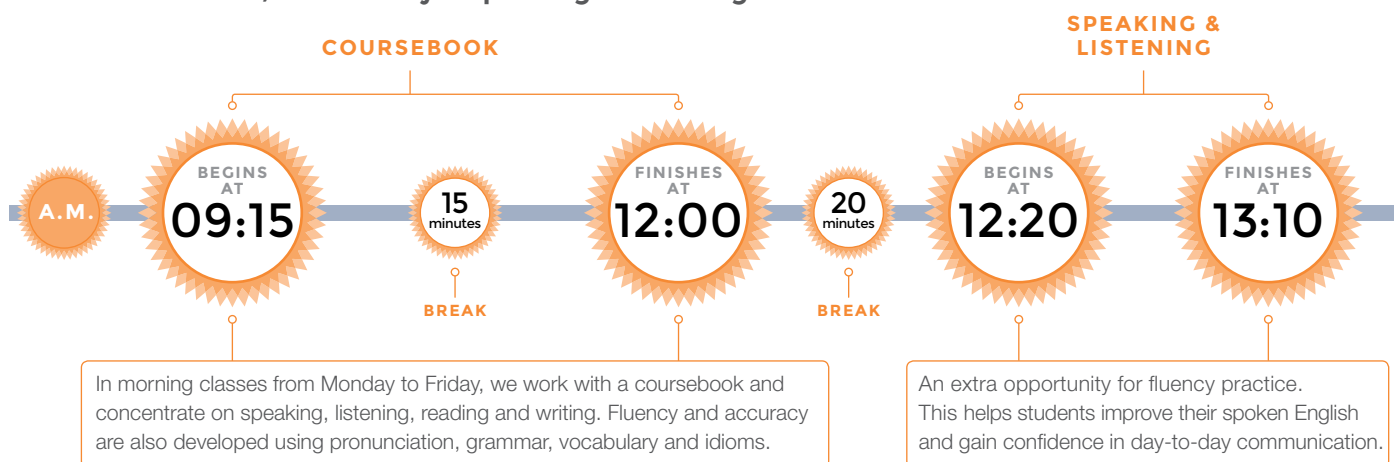 COURSEBOOK
SPEAKING &
LISTENING
A.M.
BEGINS
AT
09:15
15
minutes
BREAK
FINISHES
AT
12:00
20
minutes
BREAK
BEGINS
AT
12:20
FINISHES
AT
13:10
In morning classes from Monday to Friday, we work with a coursebook and
concentrate on speaking, listening, reading and writing. Fluency and accuracy
are also developed using pronunciation, grammar, vocabulary and idioms.
An extra opportunity for fluency practice.
This helps students improve their spoken English
and gain confidence in day-to-day communication.